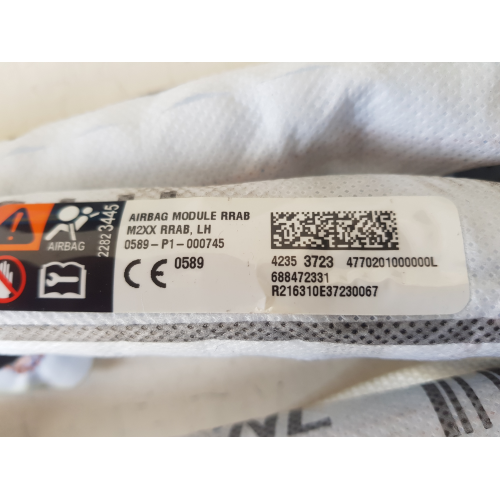 AIRBAG
2282 3445
AIRBAG MODULE RRAB
M2XX RRAB, LH
0589-P1-000745
CE 0589
4235 3723 4770201000000L
688472331
R216310E37230067